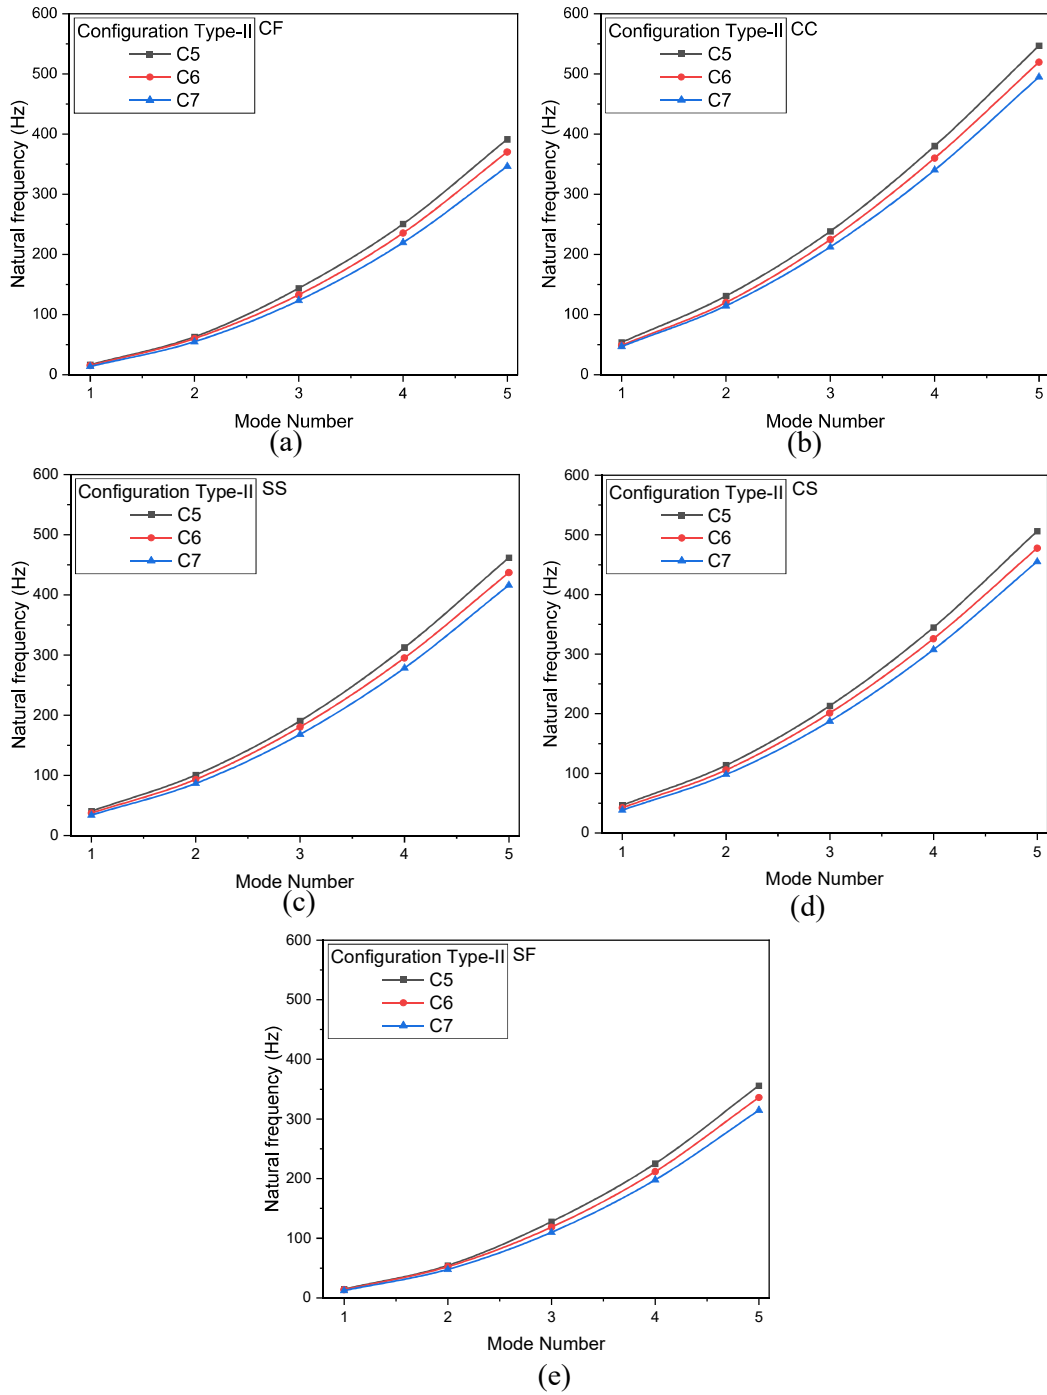 Configuration Type-II CF
C5
C6
C7
Natural frequency (Hz)
600
500
400
300
200
100
0
1 2 3 4 5
Mode Number
(a)
Configuration Type-II CC
C5
C6
C7
Natural frequency (Hz)
600
500
400
300
200
100
0
1 2 3 4 5
Mode Number
(b)
Configuration Type-II SS
C5
C6
C7
Natural frequency (Hz)
600
500
400
300
200
100
0
1 2 3 4 5
Mode Number
(c)
Configuration Type-II CS
C5
C6
C7
Natural frequency (Hz)
600
500
400
300
200
100
0
1 2 3 4 5
Mode Number
(d)
Configuration Type-II SF
C5
C6
C7
Natural frequency (Hz)
600
500
400
300
200
100
0
1 2 3 4 5
Mode Number
(e)